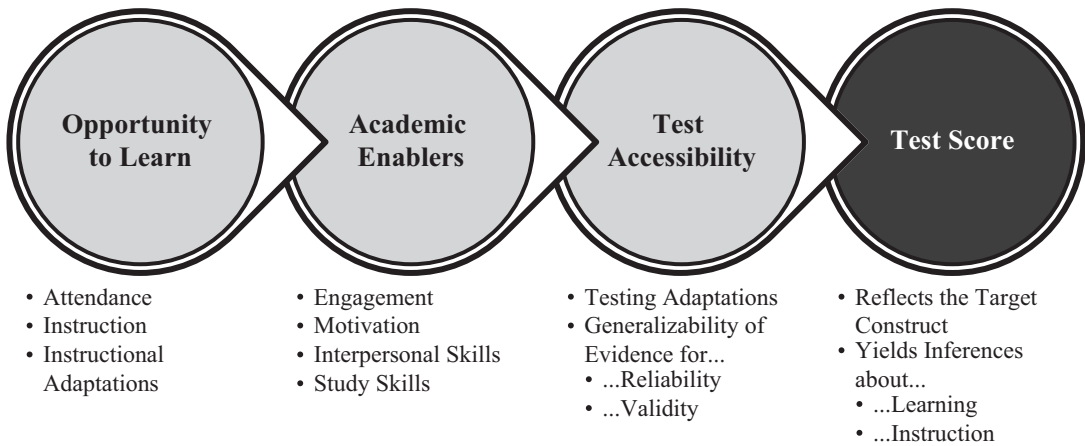 Opportunity
to Learn
• Attendance
• Instruction
• Instructional
Adaptations
Academic
Enablers
• Engagement
• Motivation
• Interpersonal Skills
• Study Skills
Test
Accessibility
• Testing Adaptations
• Generalizability of
Evidence for...
• ...Reliability
• ...Validity
Test Score
• Reflects the Target
Construct
• Yields Inferences
about...
• ...Learning
• ...Instruction